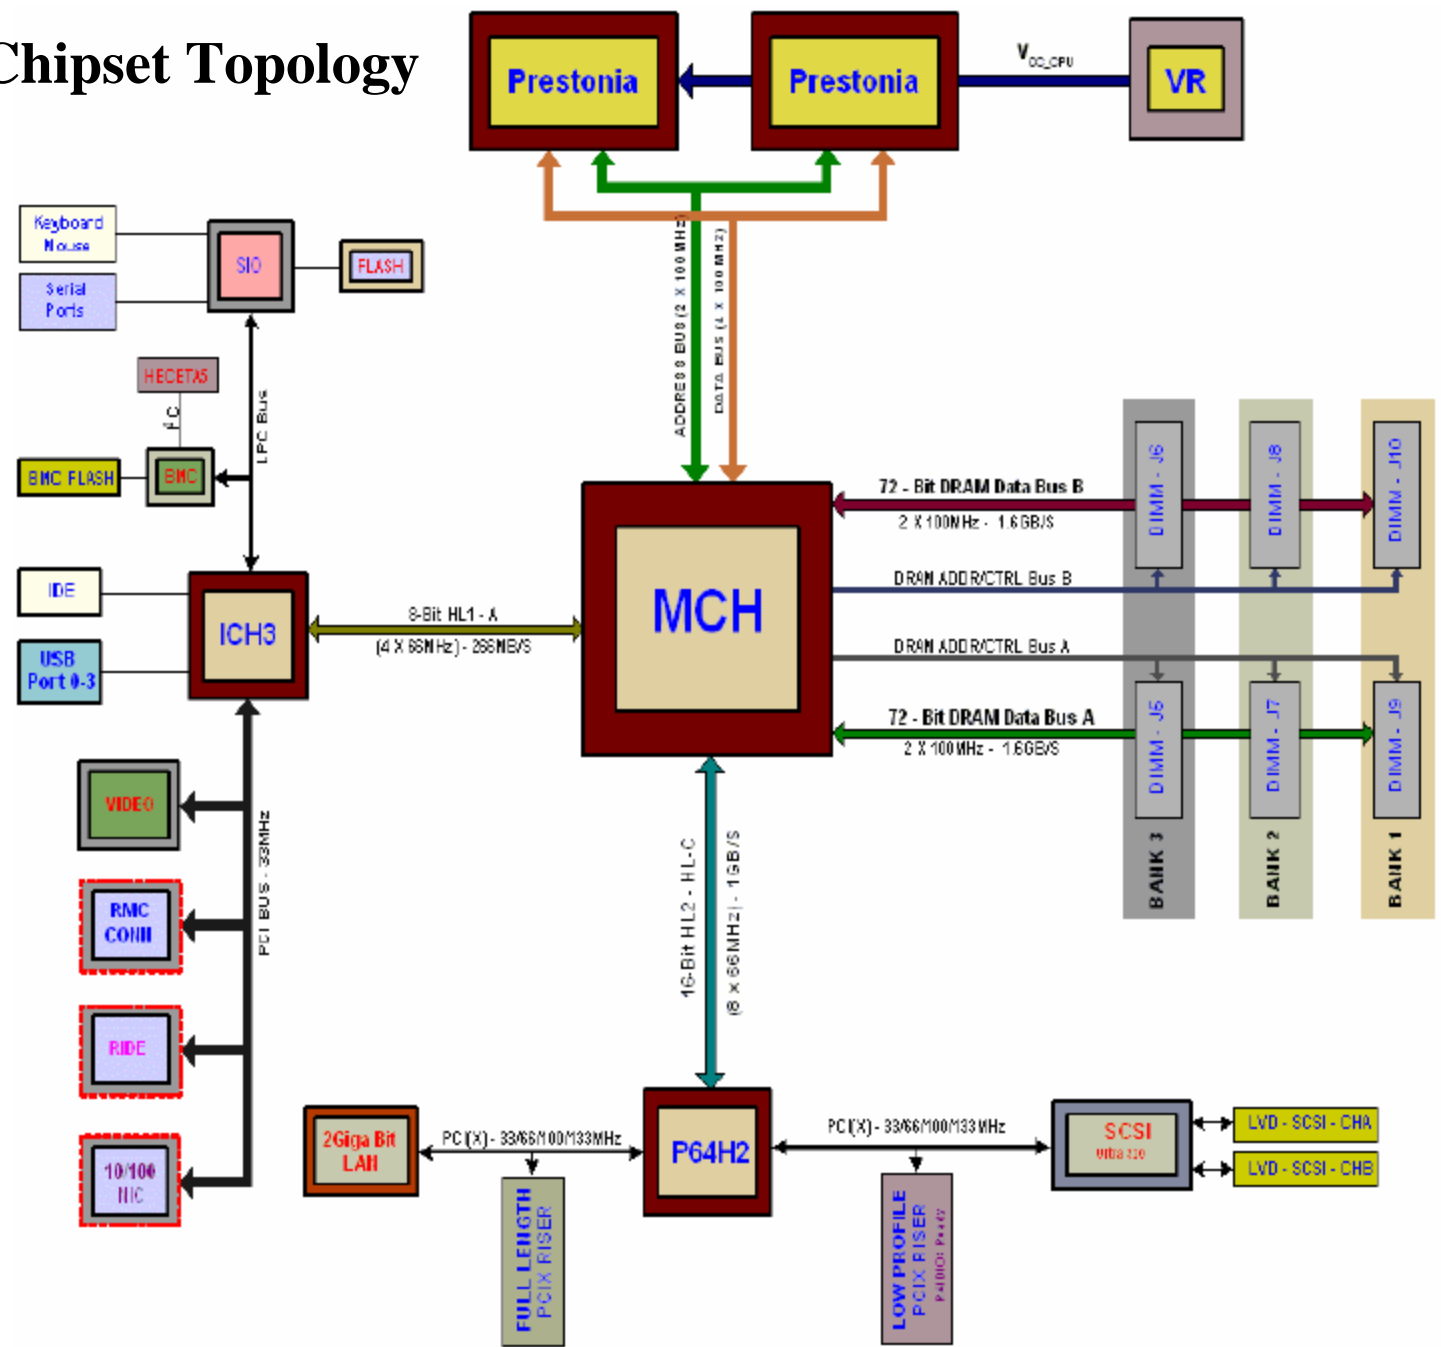 Chipset Topology
Prestonia
Prestonia
VCC_CPU
VR
Keyboard
Mouse
SIO
FLASH
Serial
Ports
ADDRESS BUS (2 X 100 MHz)
DATA BUS (4 X 100 MHz)
HECETA5
I²C
LPC Bus
BMC FLASH
BMC
IDE
USB
Port 0-3
ICH3
8-Bit HL1 - A
(4 X 66MHz) - 266MB/S
MCH
72 - Bit DRAM Data Bus B
2 X 100MHz - 1.6GB/S
DRAM ADDR/CTRL Bus B
DRAM ADDR/CTRL Bus A
72 - Bit DRAM Data Bus A
2 X 100MHz - 1.6GB/S
DIMM - J6
DIMM - J8
DIMM - J10
DIMM - J5
DIMM - J7
DIMM - J9
BANK 3
BANK 2
BANK 1
VIDEO
RMC
CONN
RIDE
10/100
NIC
PCI BUS - 33MHz
16-Bit HL2 - HL-C
(8 x 66MHz) - 1GB/S
2Giga Bit
LAN
PCI(X) - 33/66/100/133MHz
P64H2
PCI(X) - 33/66/100/133MHz
SCSI
Ultra 320
LVD - SCSI - CHA
LVD - SCSI - CHB
FULL LENGTH
PCIX RISER
LOW PROFILE
PCIX RISER
Ready